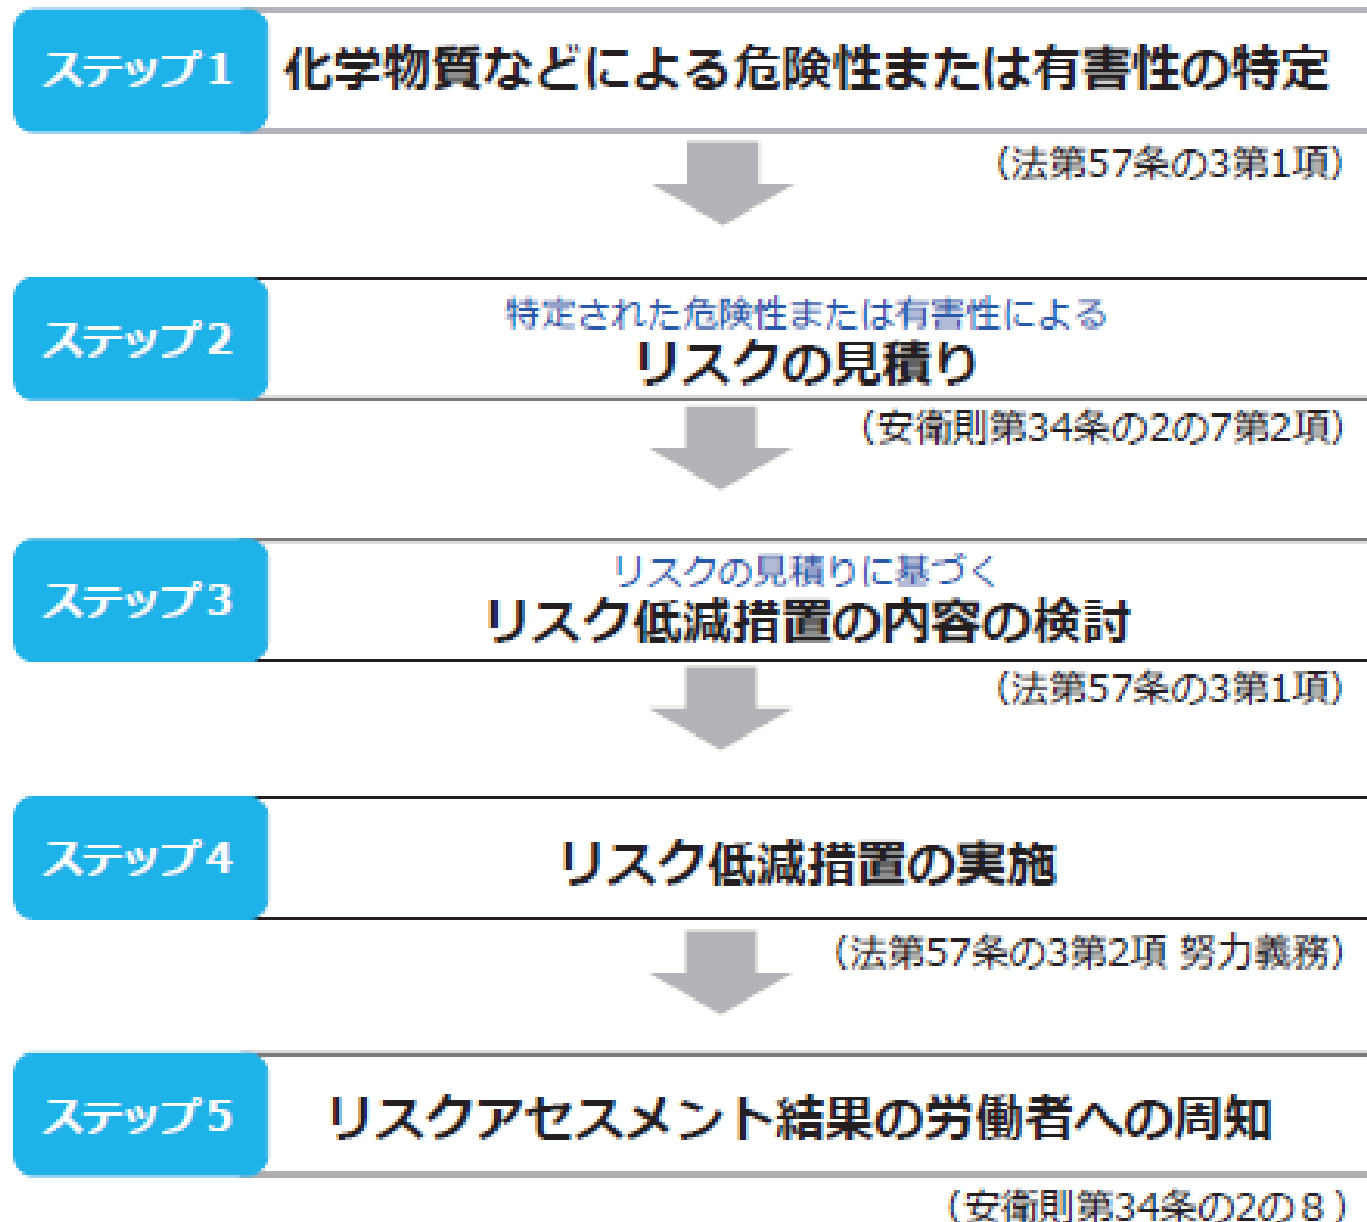 ステップ1 化学物質などによる危険性または有害性の特定
（法第57条の3第1項）
特定された危険性または有害性による
ステップ2 リスクの見積り
（安衛則第34条の2の7第2項）
リスクの見積りに基づく
ステップ3 リスク低減措置の内容の検討
（法第57条の3第1項）
ステップ4 リスク低減措置の実施
（法第57条の3第2項 努力義務）
ステップ5 リスクアセスメント結果の労働者への周知
（安衛則第34条の2の８）